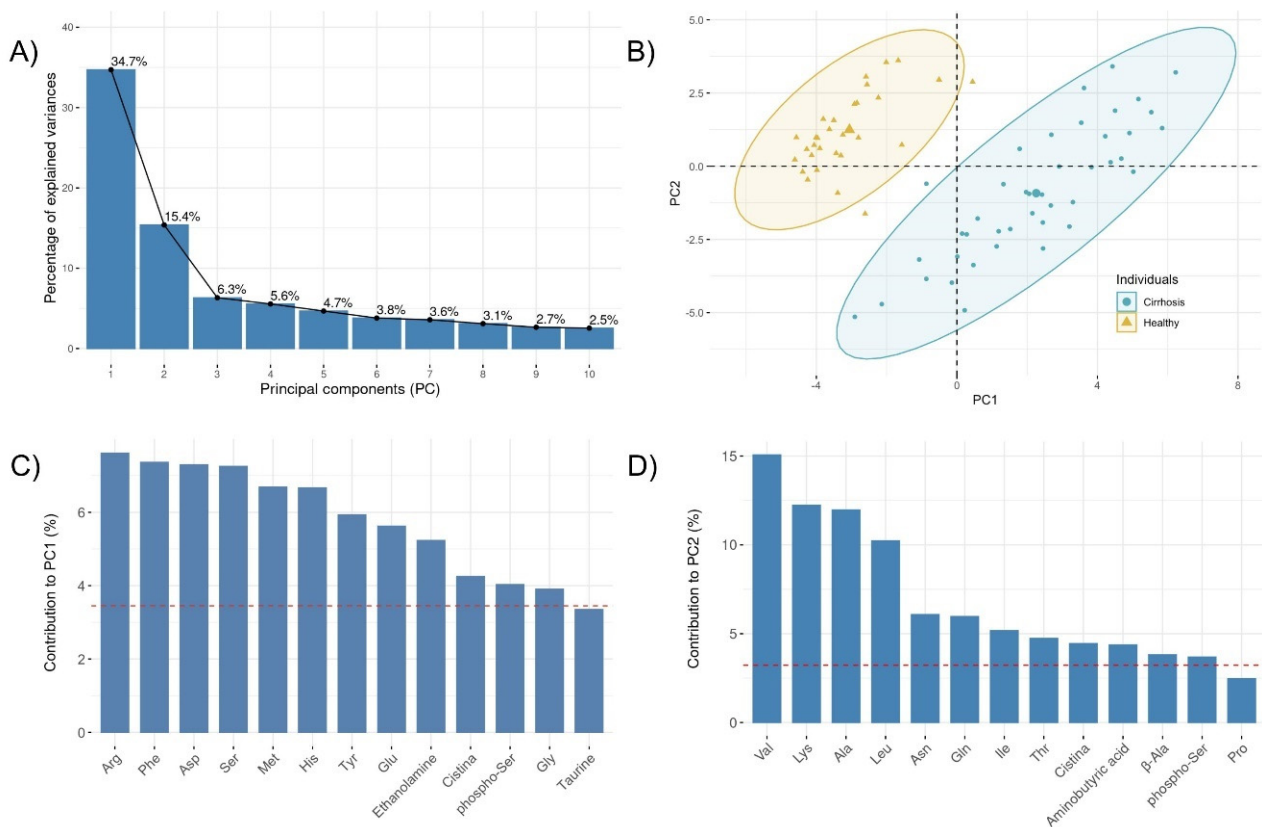 A)
40
30
20
10
0
Percentage of explained variances
34.7%
15.4%
6.3%
5.6%
4.7%
3.8%
3.6%
3.1%
2.7%
2.5%
1 2 3 4 5 6 7 8 9 10
Principal components (PC)
B)
5.0
2.5
0.0
-2.5
-5.0
PC2
-4 0 4 8
PC1
Individuals
Cirrhosis
Healthy
C)
6
4
2
0
Contribution to PC1 (%)
Arg
Phe
Asp
Ser
Met
His
Tyr
Glu
Ethanolamine
Cistina
phospho-Ser
Gly
Taurine
D)
15
10
5
0
Contribution to PC2 (%)
Val
Lys
Ala
Leu
Asn
Gln
Ile
Thr
Cistina
Aminobutyric acid
β-Ala
phospho-Ser
Pro